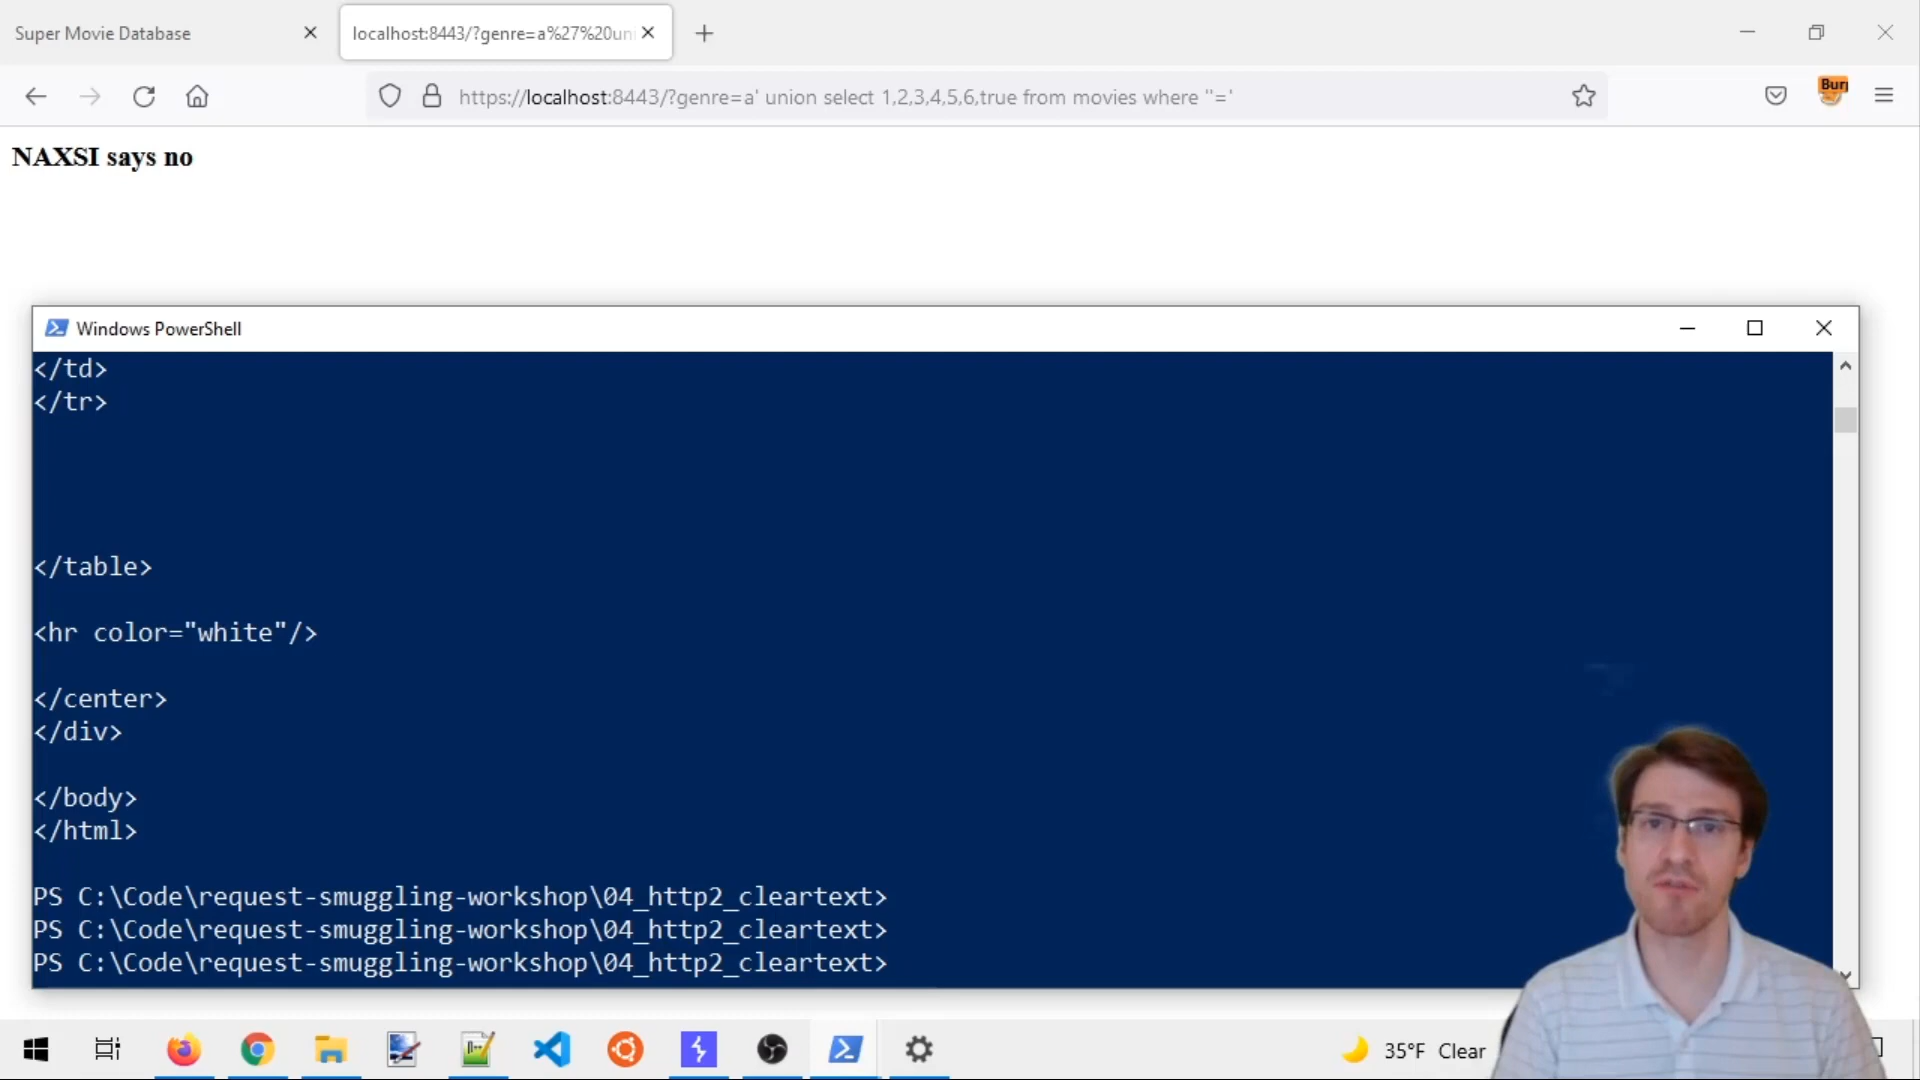 Super Movie Database
localhost:8443/?genre=a%27%20uni
https://localhost:8443/?genre=a' union select 1,2,3,4,5,6,true from movies where ''='
Bur
NAXSI says no
Windows PowerShell
</td>
</tr>
</table>
<hr color="white"/>
</center>
</div>
</body>
</html>
PS C:\Code\request-smuggling-workshop\04_http2_cleartext>
PS C:\Code\request-smuggling-workshop\04_http2_cleartext>
PS C:\Code\request-smuggling-workshop\04_http2_cleartext>
35°F Clear